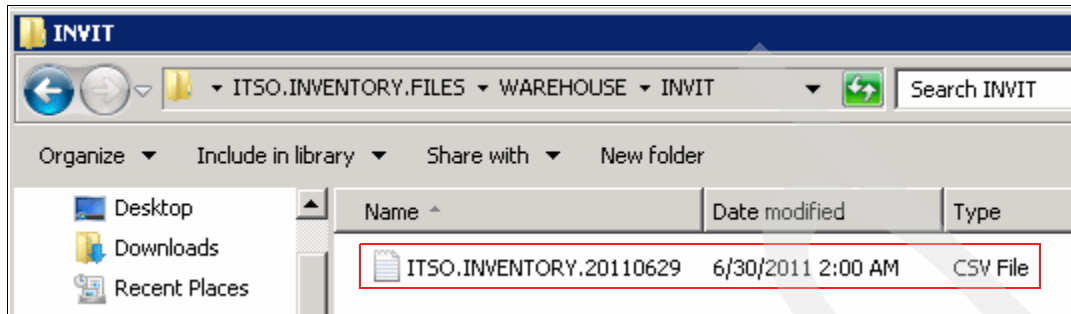 INVIT
ITSO.INVENTORY.FILES WAREHOUSE INVIT Search INVIT
Organize Include in library Share with New folder
Desktop Name Date modified Type
Downloads ITSO.INVENTORY.20110629 6/30/2011 2:00 AM CSV File
Recent Places